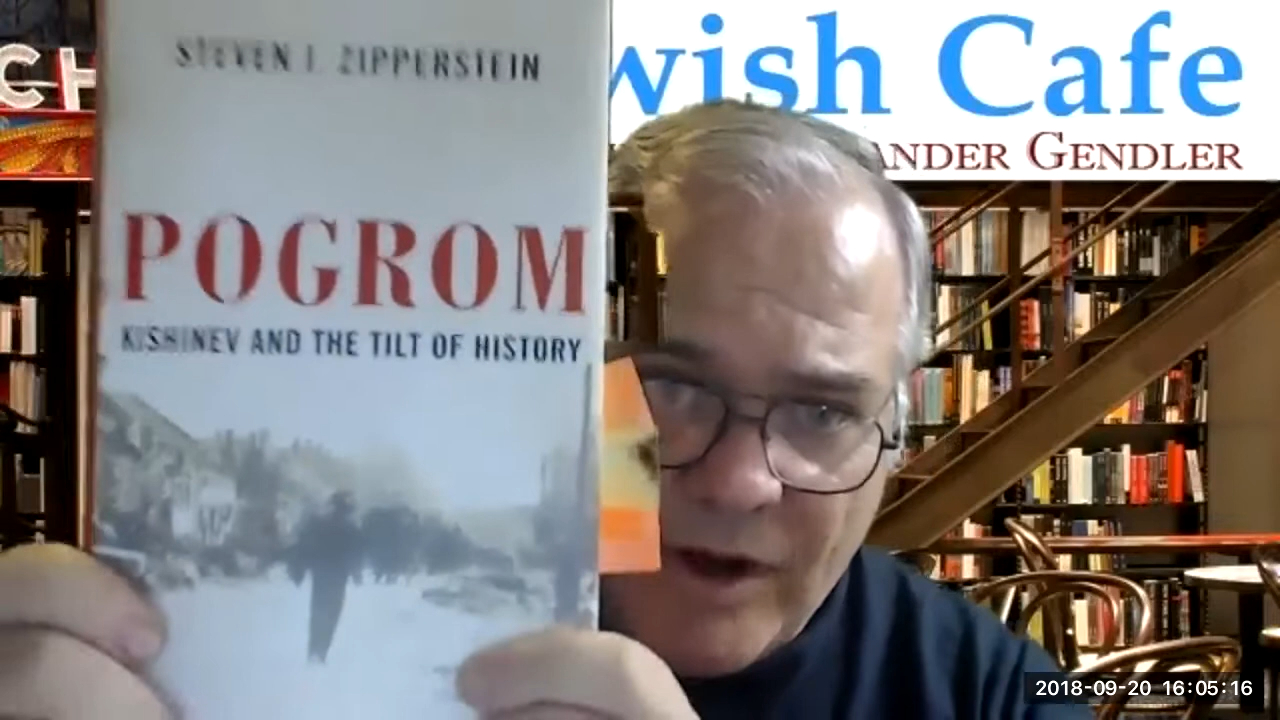 STEVEN I. ZIPPERSTEIN
POGROM
KISHINEV AND THE TILT OF HISTORY
CH
wish Cafe
ANDER GENDLER
2018-09-20 16:05:16